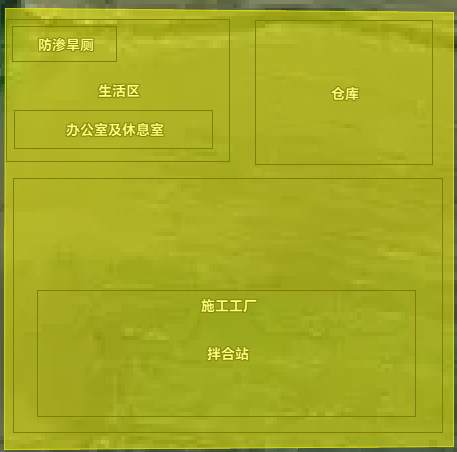 防渗旱厕
生活区
仓库
办公室及休息室
施工工厂
拌合站